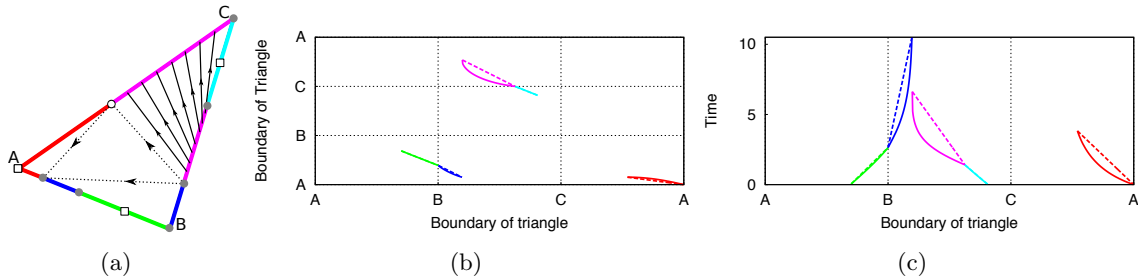 C
A
B
(a)
Boundary of Triangle
A
C
B
A
A B C A
Boundary of triangle
(b)
Time
10
5
0
A B C A
Boundary of triangle
(c)